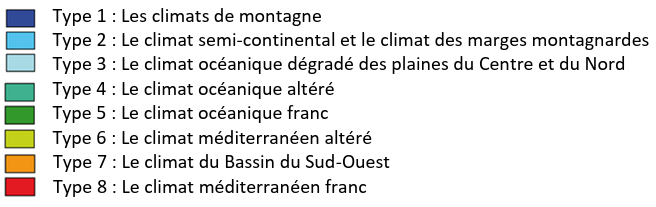 Type 1 : Les climats de montagne
Type 2 : Le climat semi-continental et le climat des marges montagnardes
Type 3 : Le climat océanique dégradé des plaines du Centre et du Nord
Type 4 : Le climat océanique altéré
Type 5 : Le climat océanique franc
Type 6 : Le climat méditerranéen altéré
Type 7 : Le climat du Bassin du Sud-Ouest
Type 8 : Le climat méditerranéen franc